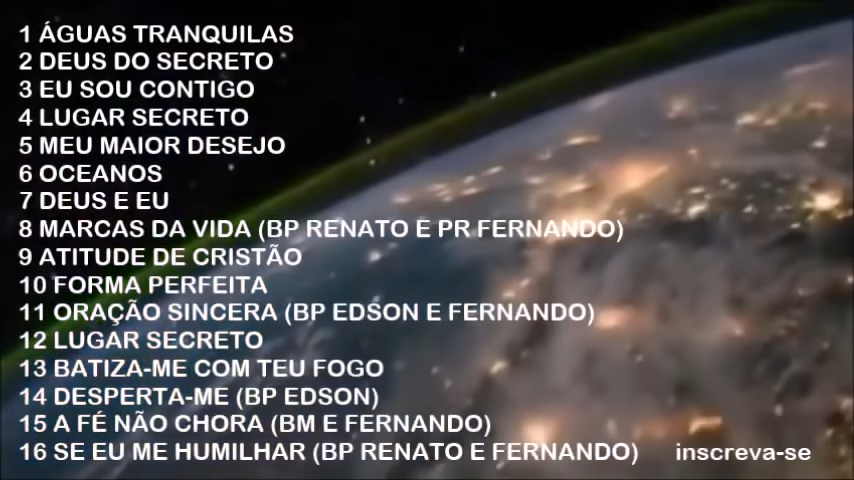 1 ÁGUAS TRANQUILAS
2 DEUS DO SECRETO
3 EU SOU CONTIGO
4 LUGAR SECRETO
5 MEU MAIOR DESEJO
6 OCEANOS
7 DEUS E EU
8 MARCAS DA VIDA (BP RENATO E PR FERNANDO)
9 ATITUDE DE CRISTÃO
10 FORMA PERFEITA
11 ORAÇÃO SINCERA (BP EDSON E FERNANDO)
12 LUGAR SECRETO
13 BATIZA-ME COM TEU FOGO
14 DESPERTA-ME (BP EDSON)
15 A FÉ NÃO CHORA (BM E FERNANDO)
16 SE EU ME HUMILHAR (BP RENATO E FERNANDO) inscreva-se